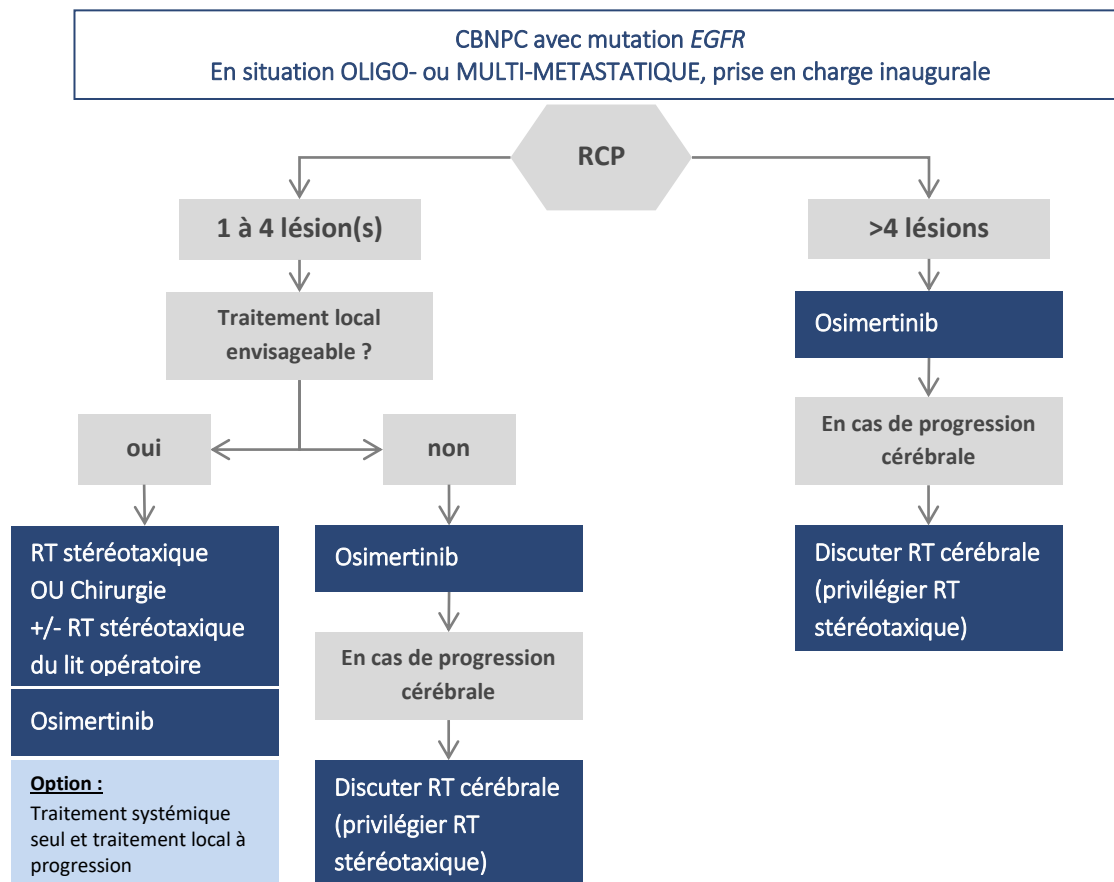 CBNPC avec mutation EGFR
En situation OLIGO- ou MULTI-METASTATIQUE, prise en charge inaugurale
RCP
1 à 4 lésion(s)
>4 lésions
Traitement local
envisageable ?
Osimertinib
oui
non
En cas de progression
cérébrale
RT stéréotaxique
OU Chirurgie
+/- RT stéréotaxique
du lit opératoire
Osimertinib
Option :
Traitement systémique
seul et traitement local à
progression
Osimertinib
En cas de progression
cérébrale
Discuter RT cérébrale
(privilégier RT
stéréotaxique)
Discuter RT cérébrale
(privilégier RT
stéréotaxique)